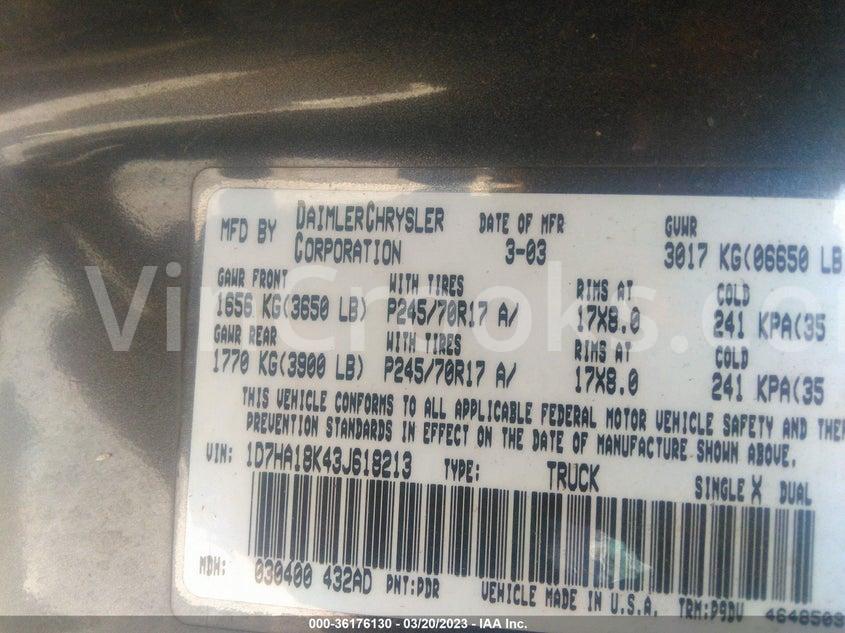 MFD BY DAIMLERCHRYSLER CORPORATION DATE OF MFR 3-03 GVWR 3017 KG(06650 LB
GAWR FRONT WITH TIRES RIMS AT COLD
1656 KG(3650 LB) P245/70R17 A/ 17X8.0 241 KPA(35
GAWR REAR WITH TIRES RIMS AT COLD
1770 KG(3900 LB) P245/70R17 A/ 17X8.0 241 KPA(35
THIS VEHICLE CONFORMS TO ALL APPLICABLE FEDERAL MOTOR VEHICLE SAFETY AND THEF
PREVENTION STANDARDS IN EFFECT ON THE DATE OF MANUFACTURE SHOWN ABOVE.
VIN: 1D7HA18K43J618213 TYPE: TRUCK SINGLE X DUAL
MDH: 030400 432AD PNT:PDR VEHICLE MADE IN U.S.A. TRM:P9DV 4648503
000-36176130 - 03/20/2023 - IAA Inc.